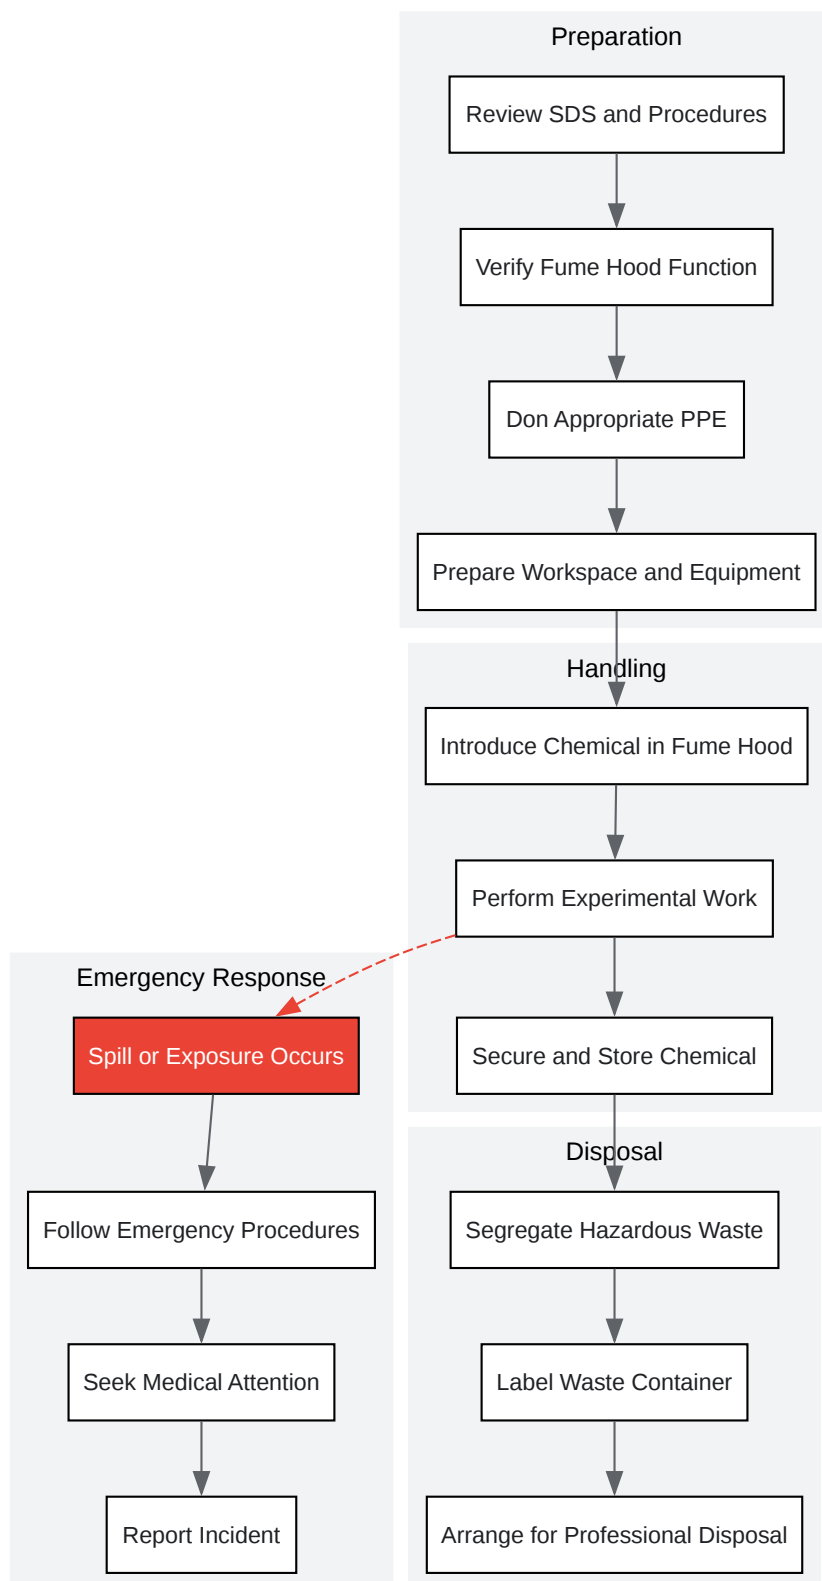 Preparation
Review SDS and Procedures
Verify Fume Hood Function
Don Appropriate PPE
Prepare Workspace and Equipment
Handling
Introduce Chemical in Fume Hood
Perform Experimental Work
Secure and Store Chemical
Emergency Response
Spill or Exposure Occurs
Follow Emergency Procedures
Seek Medical Attention
Report Incident
Disposal
Segregate Hazardous Waste
Label Waste Container
Arrange for Professional Disposal